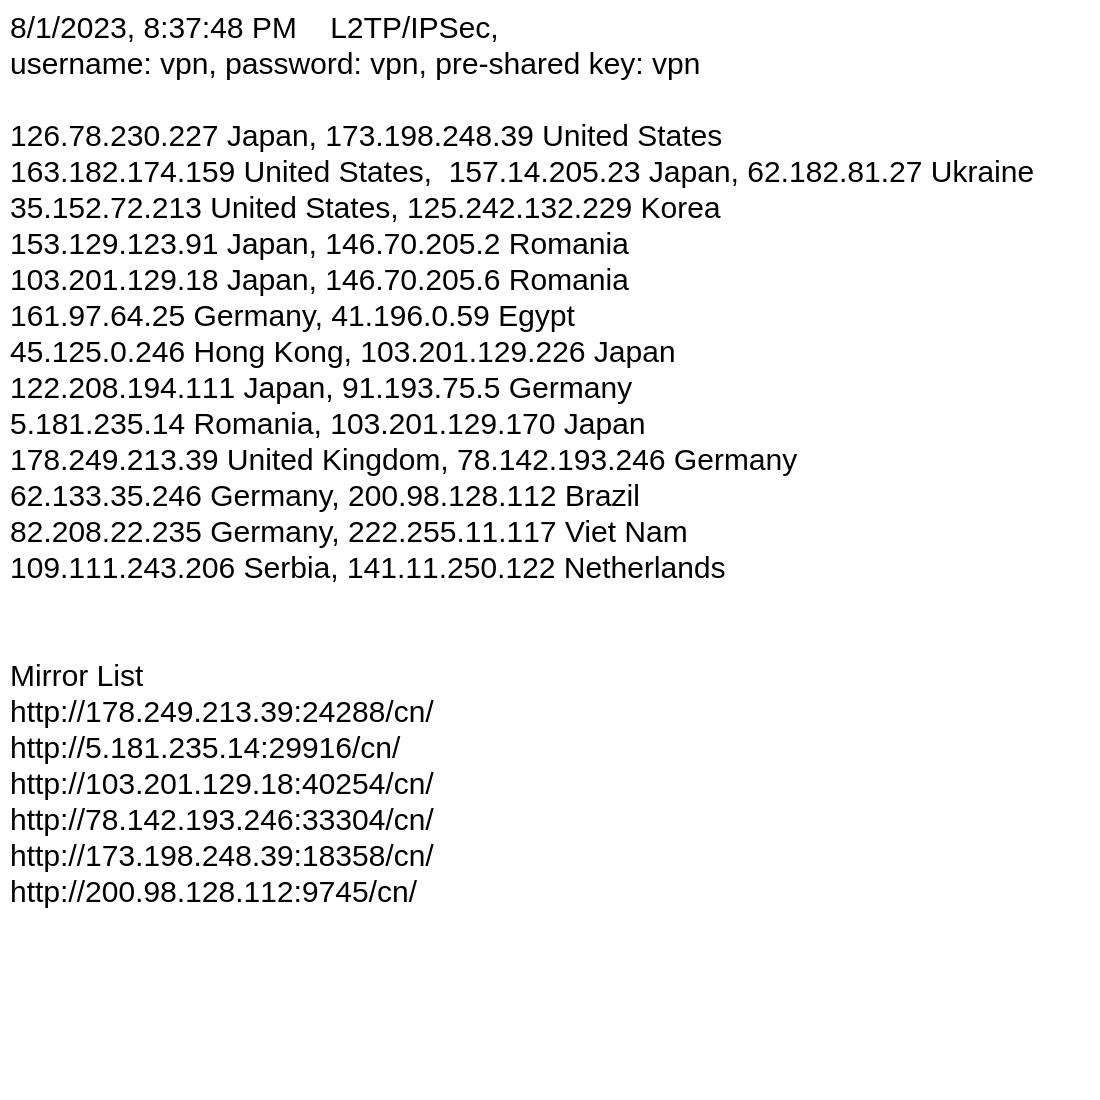 8/1/2023, 8:37:48 PM    L2TP/IPSec,
username: vpn, password: vpn, pre-shared key: vpn
126.78.230.227 Japan, 173.198.248.39 United States
163.182.174.159 United States,  157.14.205.23 Japan, 62.182.81.27 Ukraine
35.152.72.213 United States, 125.242.132.229 Korea
153.129.123.91 Japan, 146.70.205.2 Romania
103.201.129.18 Japan, 146.70.205.6 Romania
161.97.64.25 Germany, 41.196.0.59 Egypt
45.125.0.246 Hong Kong, 103.201.129.226 Japan
122.208.194.111 Japan, 91.193.75.5 Germany
5.181.235.14 Romania, 103.201.129.170 Japan
178.249.213.39 United Kingdom, 78.142.193.246 Germany
62.133.35.246 Germany, 200.98.128.112 Brazil
82.208.22.235 Germany, 222.255.11.117 Viet Nam
109.111.243.206 Serbia, 141.11.250.122 Netherlands
Mirror List
http://178.249.213.39:24288/cn/
http://5.181.235.14:29916/cn/
http://103.201.129.18:40254/cn/
http://78.142.193.246:33304/cn/
http://173.198.248.39:18358/cn/
http://200.98.128.112:9745/cn/